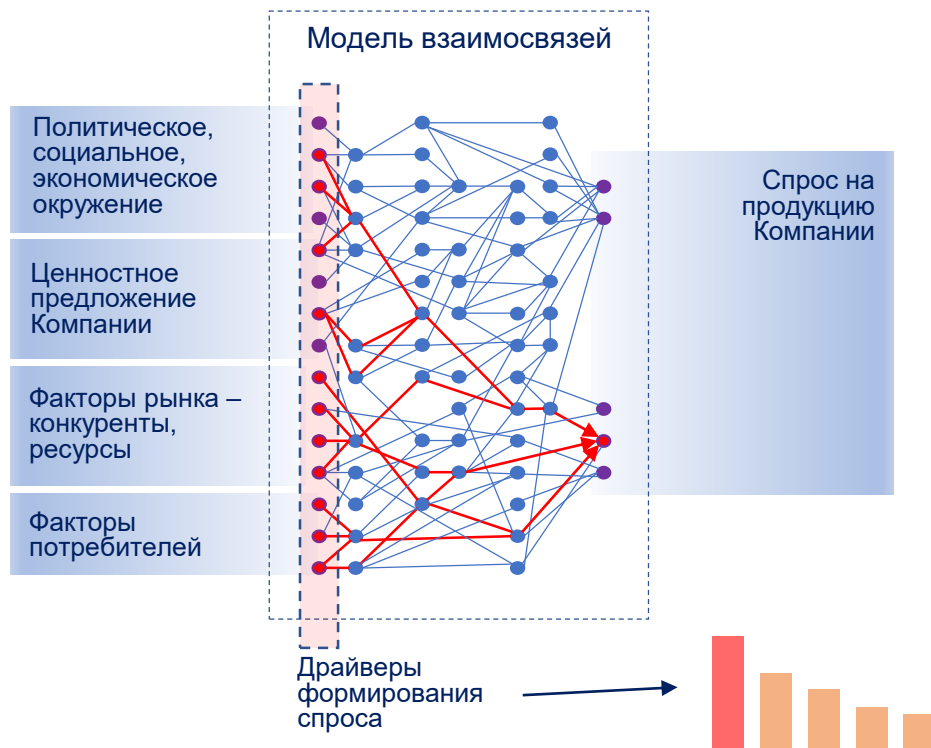 Модель взаимосвязей
Политическое,
социальное,
экономическое
окружение
Ценностное
предложение
Компании
Факторы рынка –
конкуренты,
ресурсы
Факторы
потребителей
Спрос на
продукцию
Компании
Драйверы
формирования
спроса